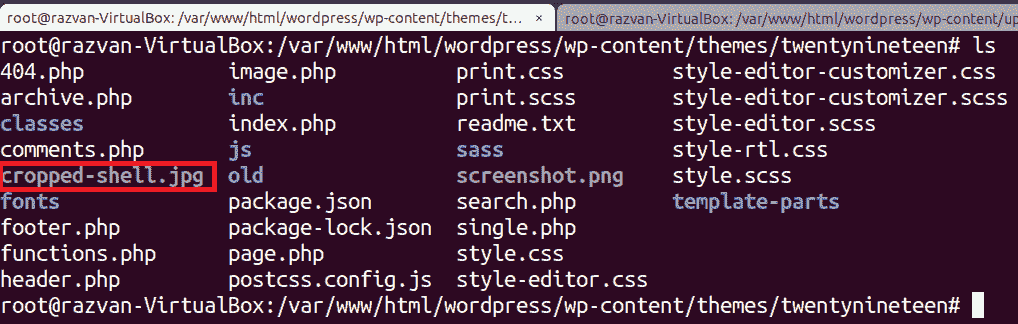 root@razvan-VirtualBox: /var/www/html/wordpress/wp-content/themes/t... × root@razvan-VirtualBox: /var/www/html/wordpress/wp-content/up
root@razvan-VirtualBox:/var/www/html/wordpress/wp-content/themes/twentynineteen# ls
404.php image.php print.css style-editor-customizer.css
archive.php inc print.scss style-editor-customizer.scss
classes index.php readme.txt style-editor.scss
comments.php js sass style-rtl.css
cropped-shell.jpg old screenshot.png style.scss
fonts package.json search.php template-parts
footer.php package-lock.json single.php
functions.php page.php style.css
header.php postcss.config.js style-editor.css
root@razvan-VirtualBox:/var/www/html/wordpress/wp-content/themes/twentynineteen#